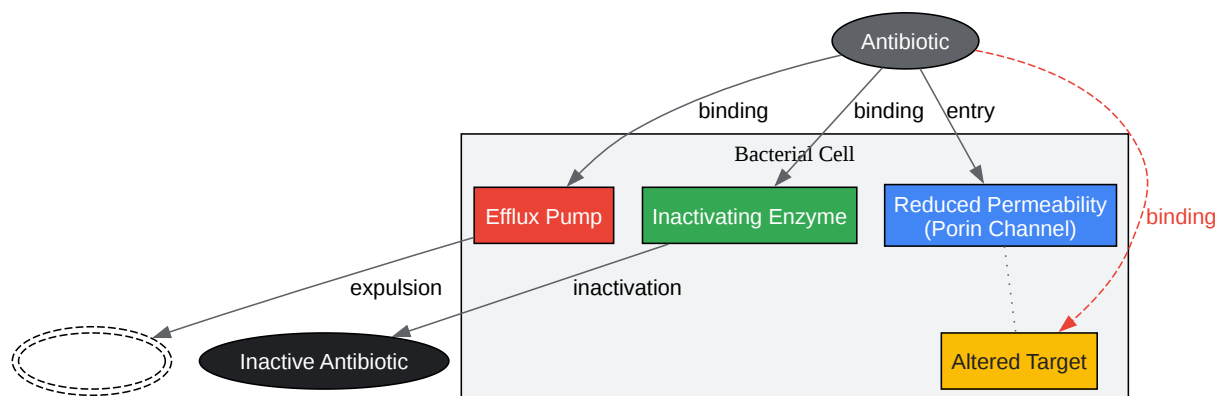 Antibiotic
binding
binding
entry
Bacterial Cell
Efflux Pump
Inactivating Enzyme
Reduced Permeability
(Porin Channel)
binding
expulsion
inactivation
Inactive Antibiotic
Altered Target